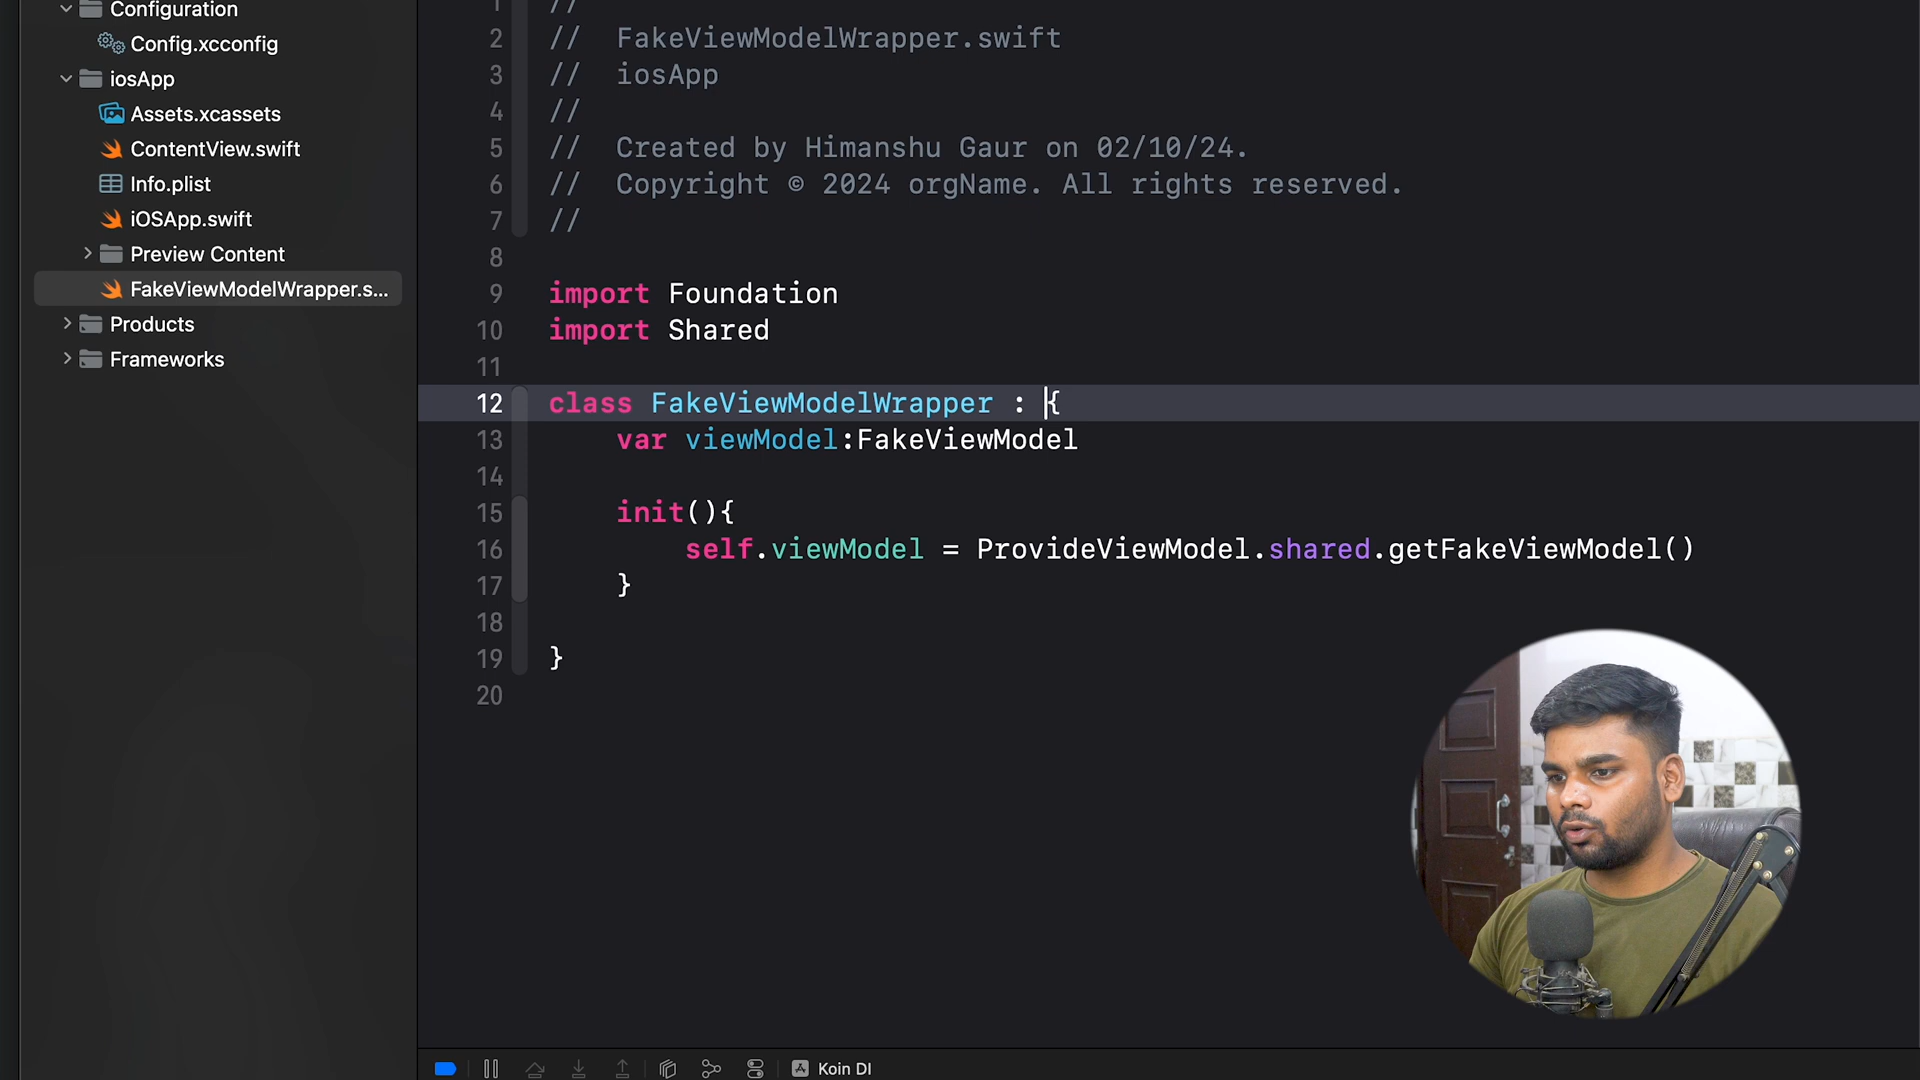 Configuration
Config.xcconfig
iosApp
Assets.xcassets
ContentView.swift
Info.plist
iOSApp.swift
Preview Content
FakeViewModelWrapper.s...
Products
Frameworks
1 //
2 //  FakeViewModelWrapper.swift
3 //  iosApp
4 //
5 //  Created by Himanshu Gaur on 02/10/24.
6 //  Copyright © 2024 orgName. All rights reserved.
7 //
8
9 import Foundation
10 import Shared
11
12 class FakeViewModelWrapper : {
13     var viewModel:FakeViewModel
14
15     init(){
16         self.viewModel = ProvideViewModel.shared.getFakeViewModel()
17     }
18
19 }
20
Koin DI